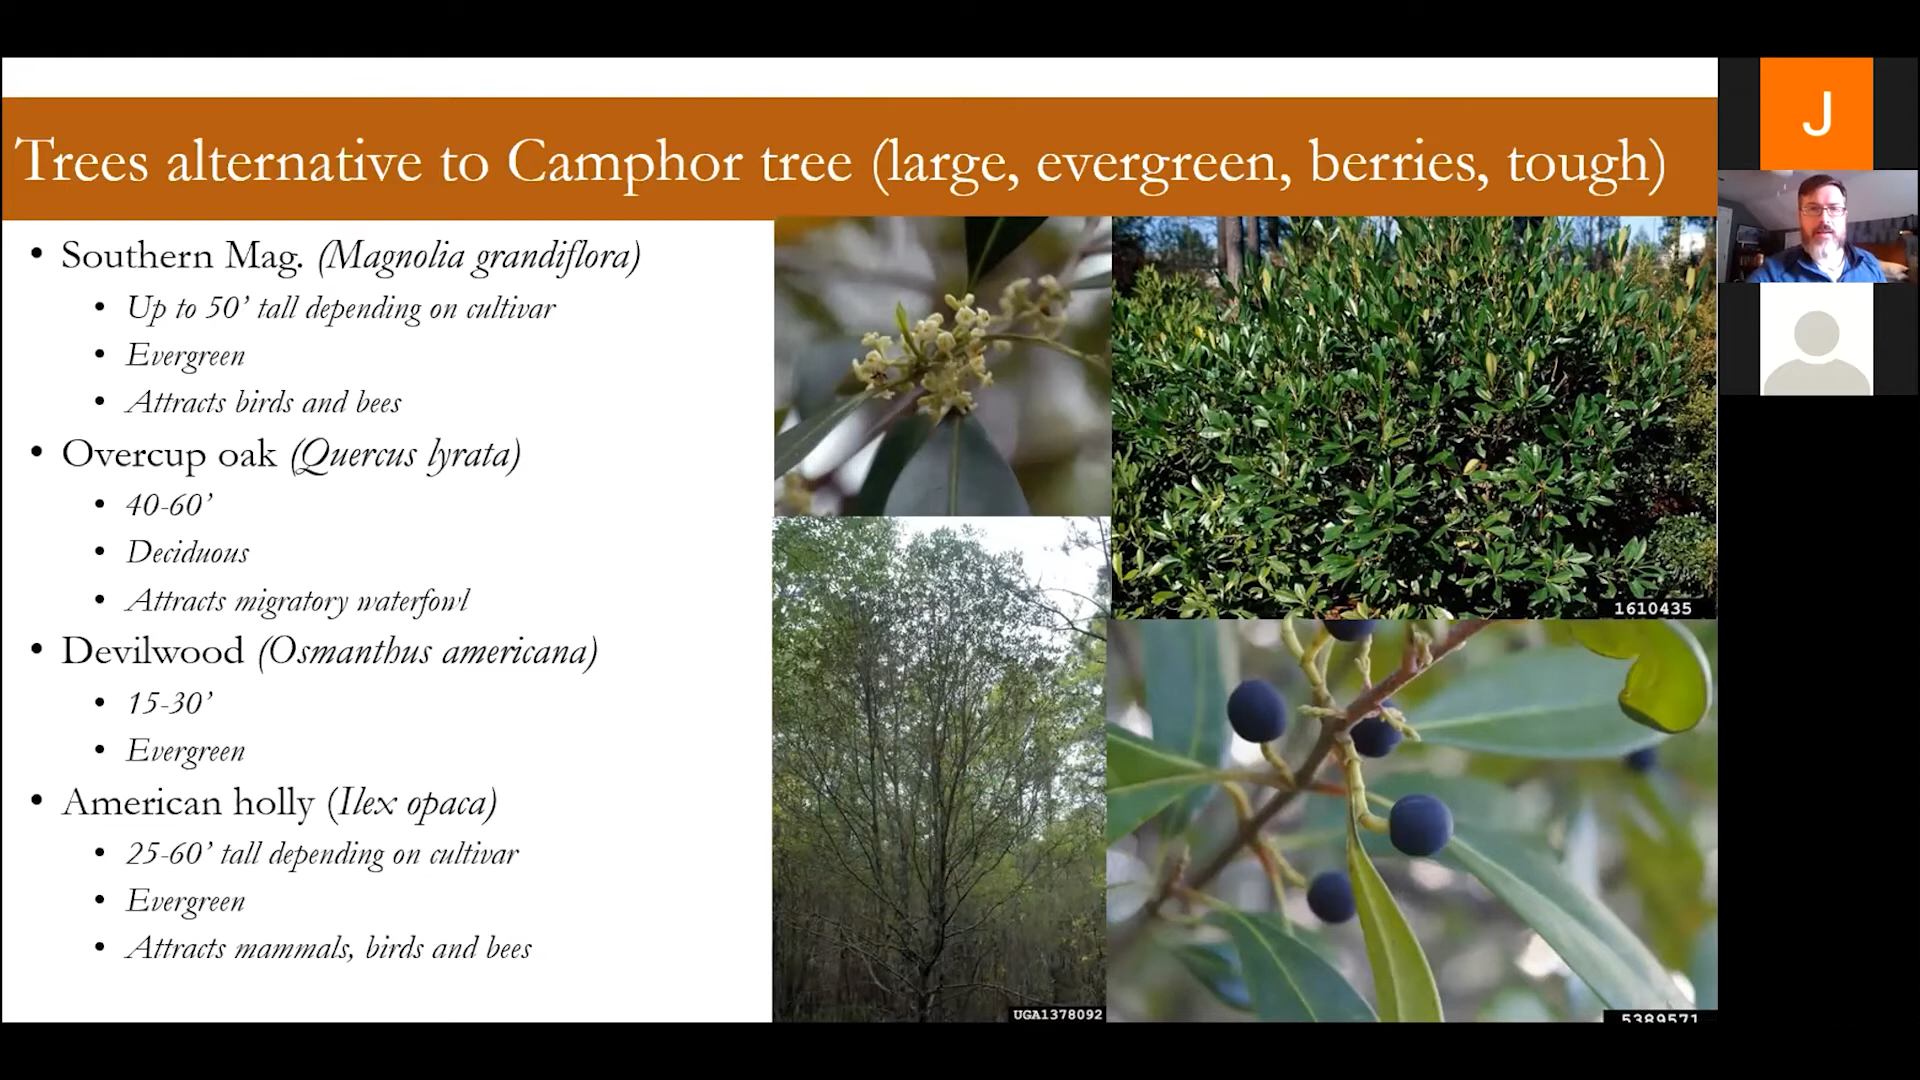 Trees alternative to Camphor tree (large, evergreen, berries, tough)
• Southern Mag. (Magnolia grandiflora)
• Up to 50’ tall depending on cultivar
• Evergreen
• Attracts birds and bees
• Overcup oak (Quercus lyrata)
• 40-60’
• Deciduous
• Attracts migratory waterfowl
• Devilwood (Osmanthus americana)
• 15-30’
• Evergreen
• American holly (Ilex opaca)
• 25-60’ tall depending on cultivar
• Evergreen
• Attracts mammals, birds and bees
1610435
UGA1378092
5389571
J